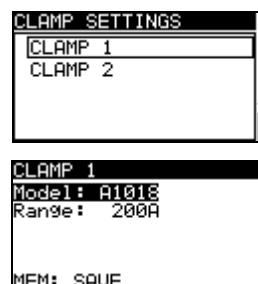 CLAMP SETTINGS
CLAMP 1
CLAMP 2
CLAMP 1
Model: A1018
Range: 200A
MEM: SAVE